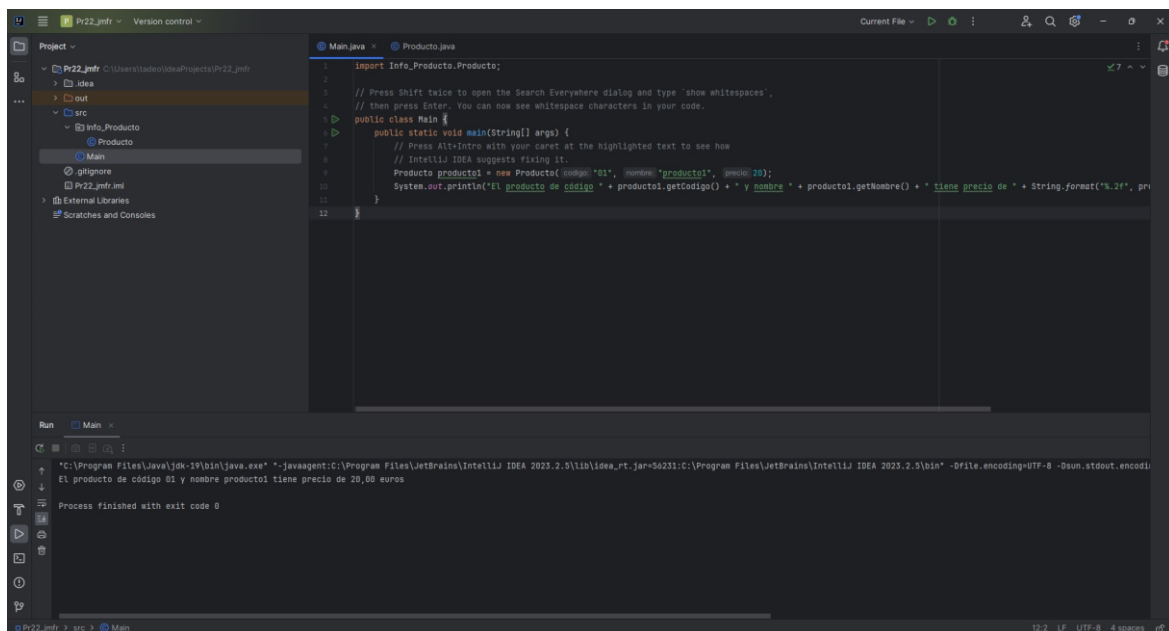 Pr22_jmfr Version control Current File
Project
Pr22_jmfr C:\Users\tadeo\IdeaProjects\Pr22_jmfr
.idea
out
src
Info_Producto
Producto
Main
.gitignore
Pr22_jmfr.iml
External Libraries
Scratches and Consoles
Main.java Producto.java
7
1 import Info_Producto.Producto;
2
3 // Press Shift twice to open the Search Everywhere dialog and type `show whitespaces`,
4 // then press Enter. You can now see whitespace characters in your code.
5 public class Main {
6 public static void main(String[] args) {
7 // Press Alt+Intro with your caret at the highlighted text to see how
8 // IntelliJ IDEA suggests fixing it.
9 Producto producto1 = new Producto( codigo: "01", nombre: "producto1", precio: 20);
10 System.out.println("El producto de código " + producto1.getCodigo() + " y nombre " + producto1.getNombre() + " tiene precio de " + String.format("%.2f", pro
11 }
12 }
Run Main
"C:\Program Files\Java\jdk-19\bin\java.exe" "-javaagent:C:\Program Files\JetBrains\IntelliJ IDEA 2023.2.5\lib\idea_rt.jar=56231:C:\Program Files\JetBrains\IntelliJ IDEA 2023.2.5\bin" -Dfile.encoding=UTF-8 -Dsun.stdout.encodi
El producto de código 01 y nombre producto1 tiene precio de 20,00 euros
Process finished with exit code 0
Pr22_jmfr > src > Main 12:2 LF UTF-8 4 spaces